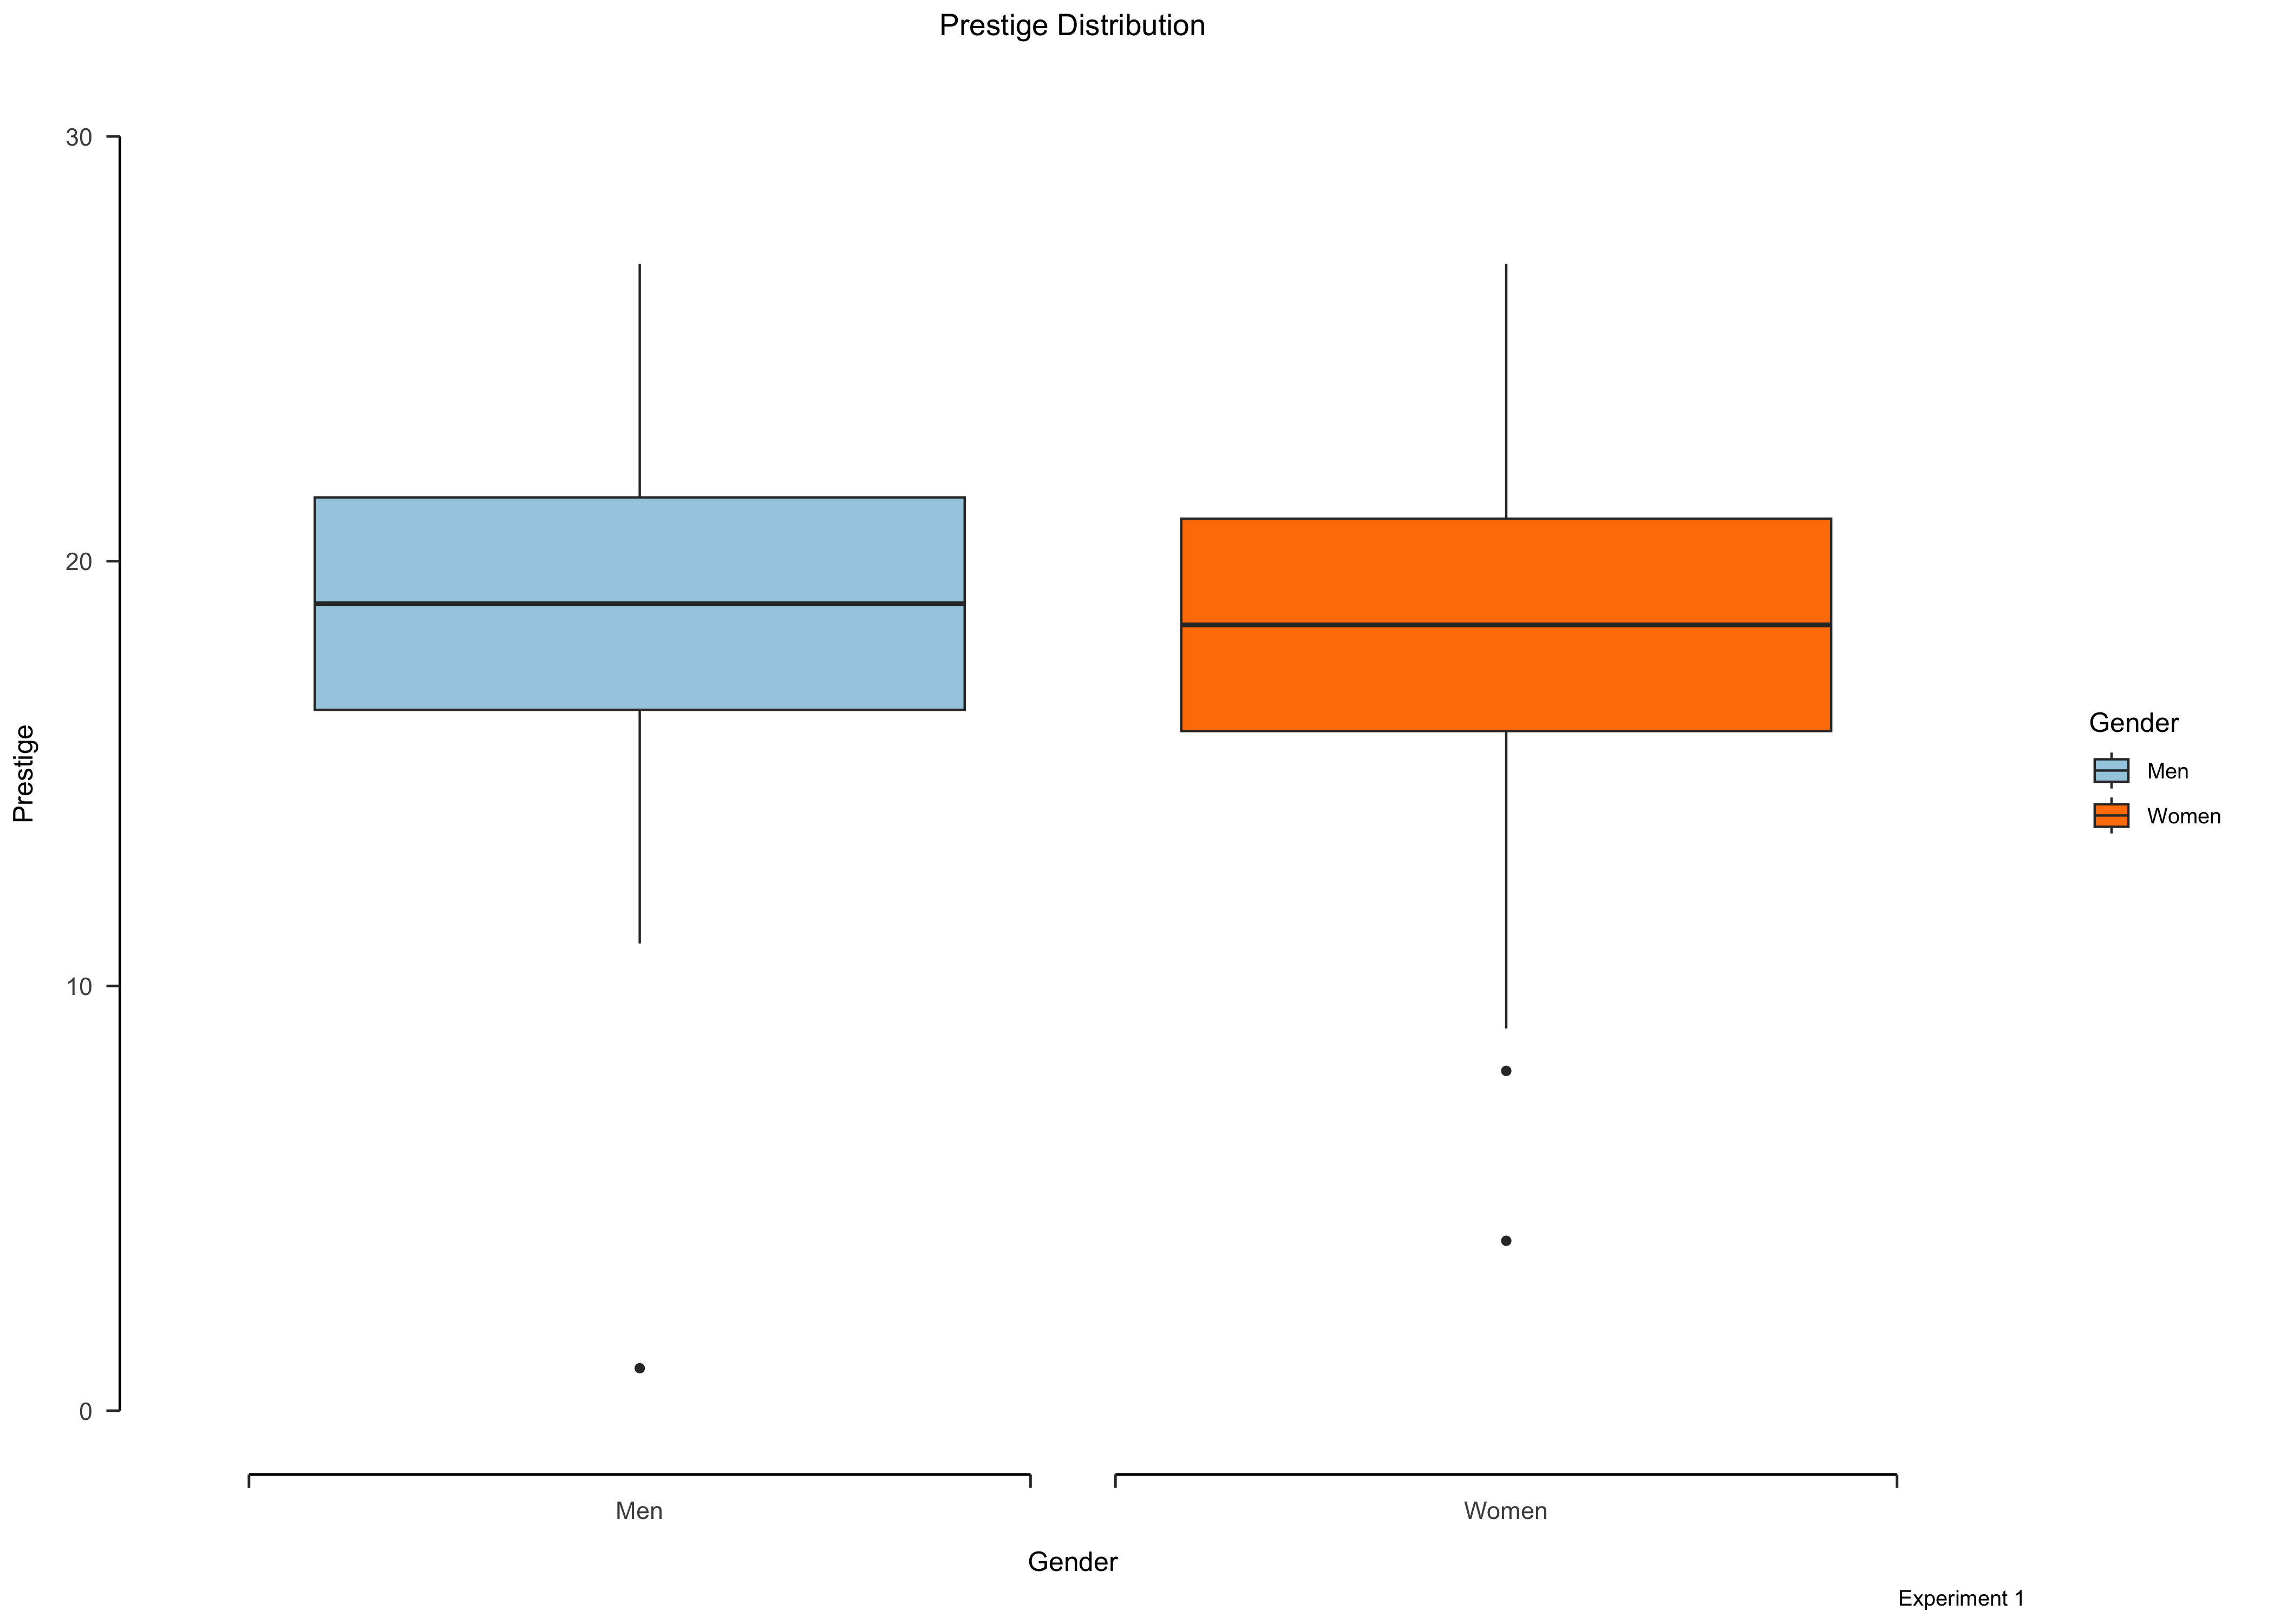 Prestige Distribution
30
20
10
0
Prestige
Men
Women
Gender
Gender
Men
Women
Experiment 1